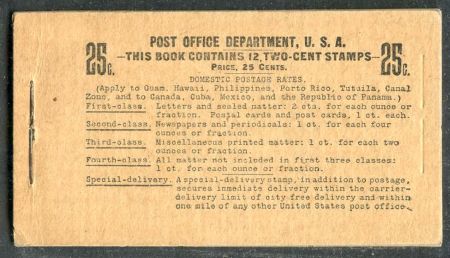 POST OFFICE DEPARTMENT, U. S. A.
25c. —THIS BOOK CONTAINS 12 TWO-CENT STAMPS— 25c.
PRICE, 25 CENTS.
DOMESTIC POSTAGE RATES.
(Apply to Guam, Hawaii, Philippines, Porto Rico, Tutuila, Canal
Zone, and to Canada, Cuba, Mexico, and the Republic of Panama.)
First-class. Letters and sealed matter: 2 cts. for each ounce or
fraction. Postal cards and post cards, 1 ct. each.
Second-class. Newspapers and periodicals: 1 ct. for each four
ounces or fraction.
Third-class. Miscellaneous printed matter: 1 ct. for each two
ounces or fraction.
Fourth-class. All matter not included in first three classes:
1 ct. for each ounce or fraction.
Special-delivery. A special-delivery stamp, in addition to postage,
secures immediate delivery within the carrier-
delivery limit of city free delivery and within
one mile of any other United States post office.